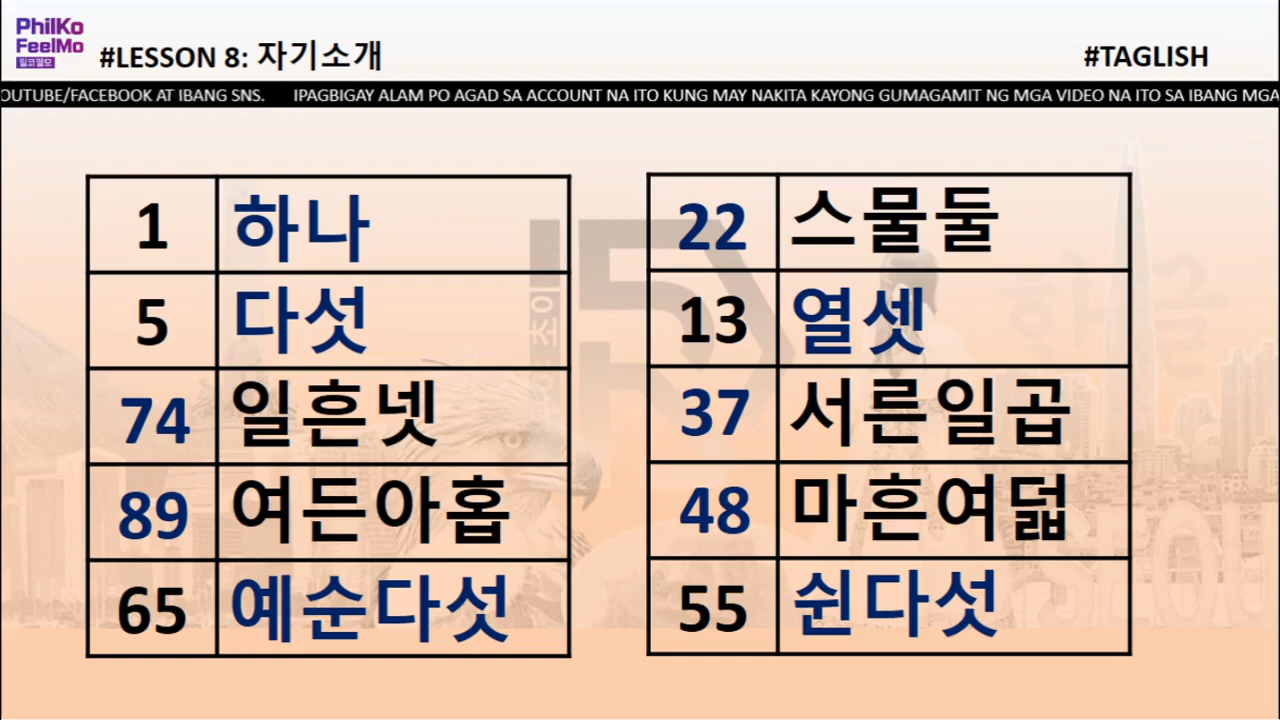 PhilKo
FeelMo
필코필모
#LESSON 8: 자기소개
#TAGLISH
OUTUBE/FACEBOOK AT IBANG SNS. IPAGBIGAY ALAM PO AGAD SA ACCOUNT NA ITO KUNG MAY NAKITA KAYONG GUMAGAMIT NG MGA VIDEO NA ITO SA IBANG MGA
1 하나
5 다섯
74 일흔넷
89 여든아홉
65 예순다섯
22 스물둘
13 열셋
37 서른일곱
48 마흔여덟
55 쉰다섯
한글